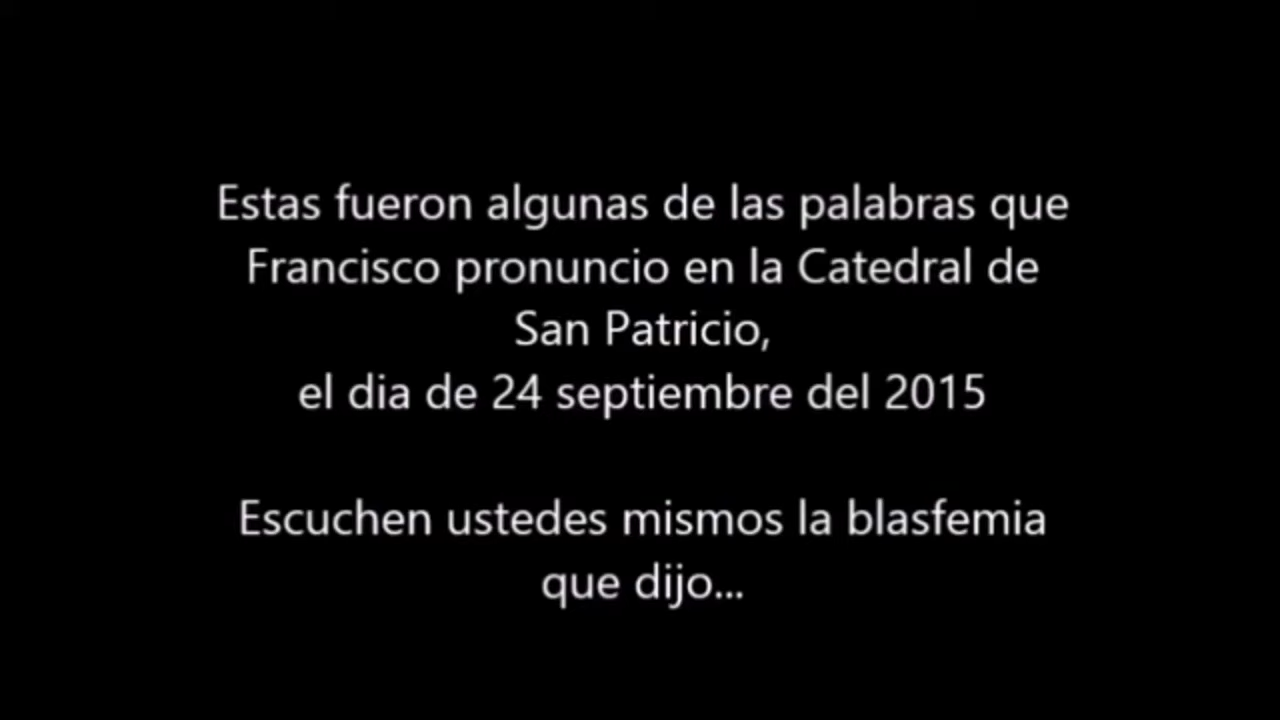 Estas fueron algunas de las palabras que
Francisco pronuncio en la Catedral de
San Patricio,
el dia de 24 septiembre del 2015
Escuchen ustedes mismos la blasfemia
que dijo...